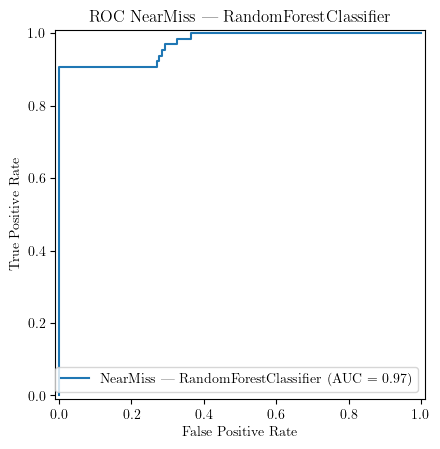 ROC NearMiss — RandomForestClassifier
1.0
0.8
0.6
0.4
0.2
0.0
True Positive Rate
NearMiss — RandomForestClassifier (AUC = 0.97)
0.0 0.2 0.4 0.6 0.8 1.0
False Positive Rate